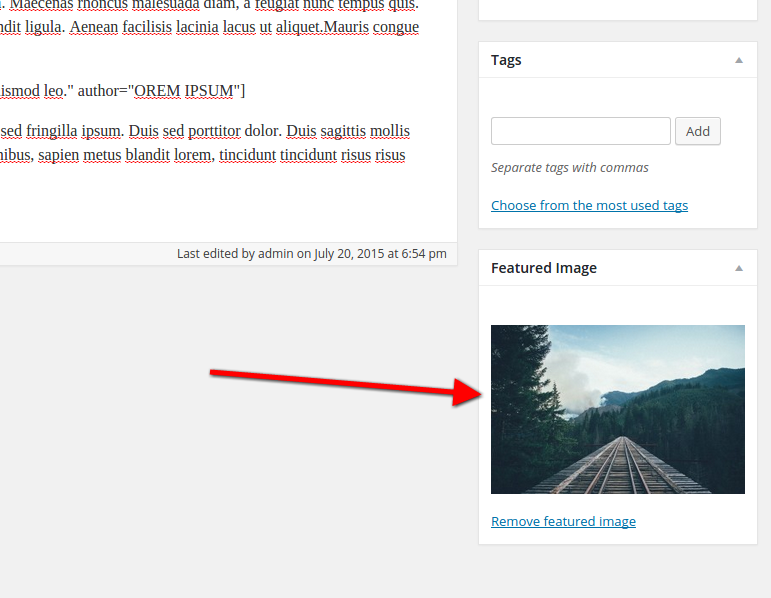 . Maecenas rhoncus malesuada diam, a feugiat nunc tempus quis.
ndit ligula. Aenean facilisis lacinia lacus ut aliquet.Mauris congue
ismod leo." author="OREM IPSUM"]
sed fringilla ipsum. Duis sed porttitor dolor. Duis sagittis mollis
nibus, sapien metus blandit lorem, tincidunt tincidunt risus risus
Last edited by admin on July 20, 2015 at 6:54 pm
Tags
Add
Separate tags with commas
Choose from the most used tags
Featured Image
Remove featured image